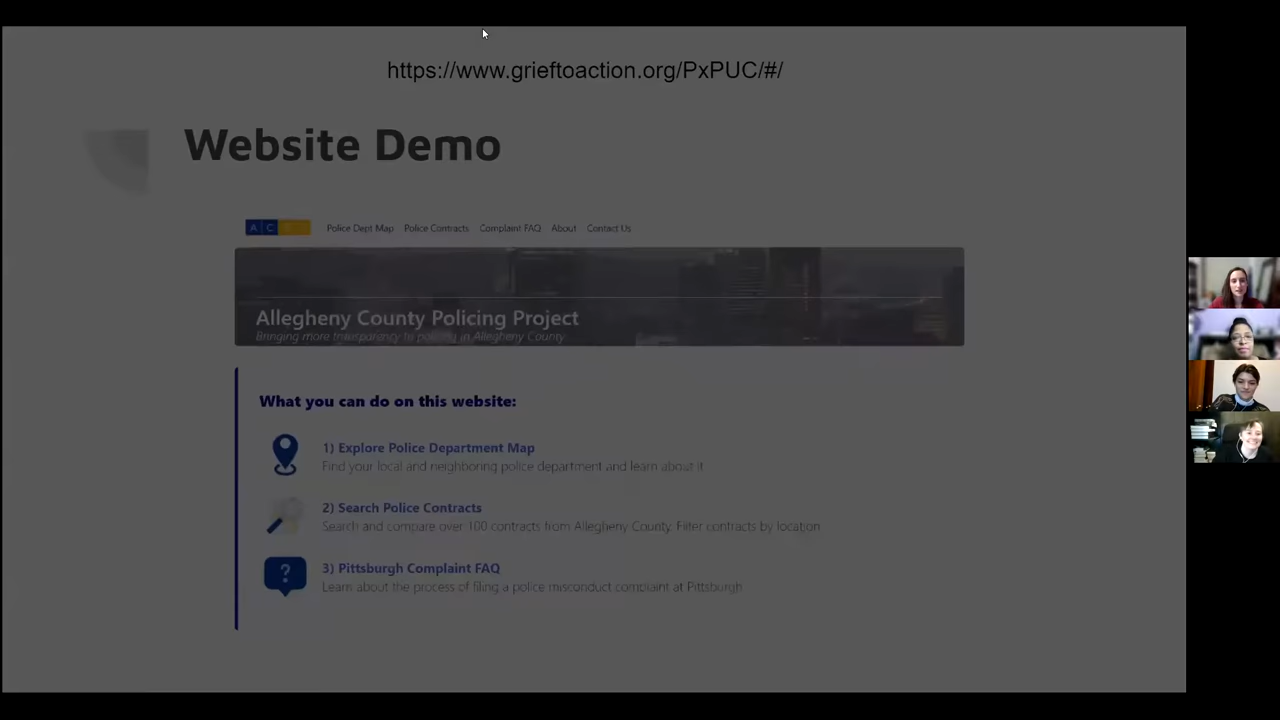 https://www.grieftoaction.org/PxPUC/#/
Website Demo
A C
Police Dept Map Police Contracts Complaint FAQ About Contact Us
Allegheny County Policing Project
Bringing more transparency to policing in Allegheny County
What you can do on this website:
1) Explore Police Department Map
Find your local and neighboring police department and learn about it
2) Search Police Contracts
Search and compare over 100 contracts from Allegheny County. Filter contracts by location
?
3) Pittsburgh Complaint FAQ
Learn about the process of filing a police misconduct complaint at Pittsburgh